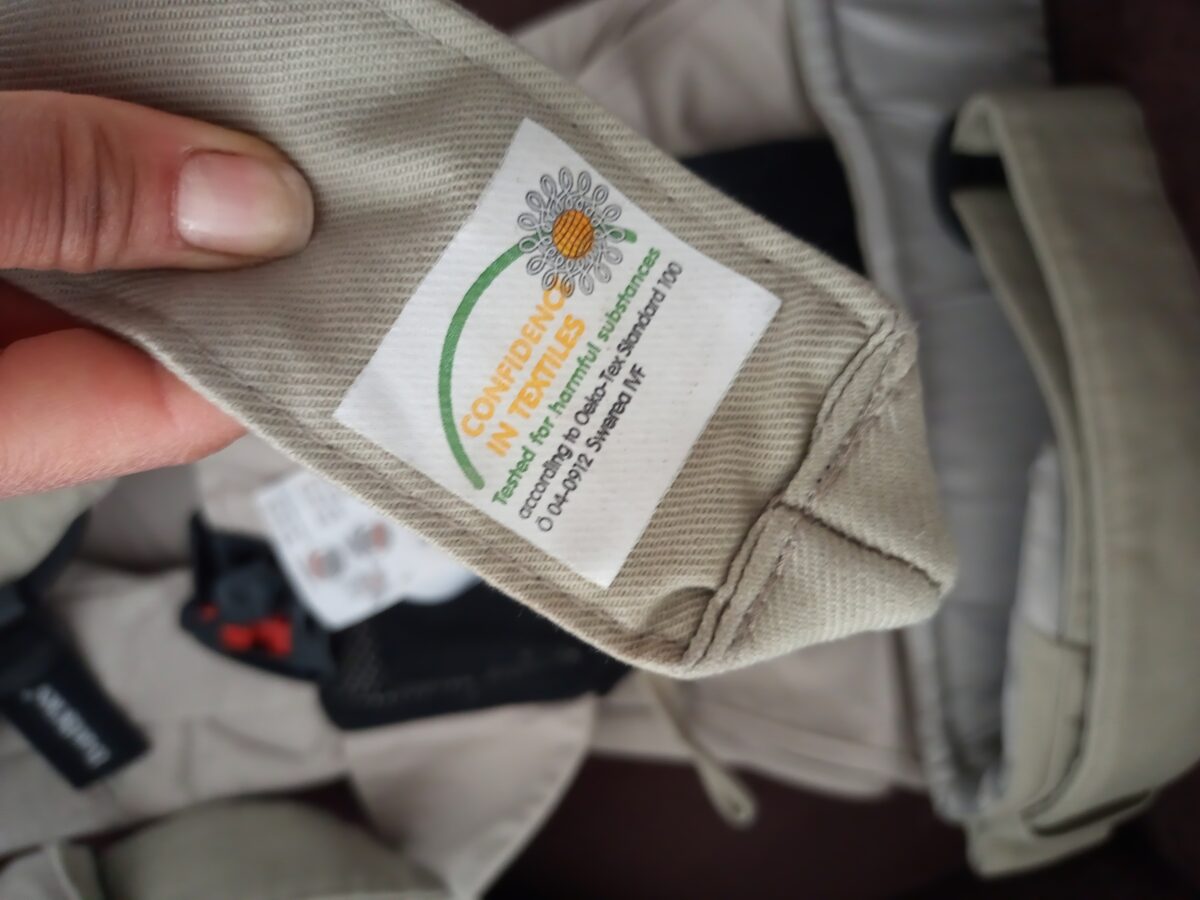 CONFIDENCE
IN TEXTILES
Tested for harmful substances
according to Oeko-Tex Standard 100
Ö 04-0912 Swerea IVF